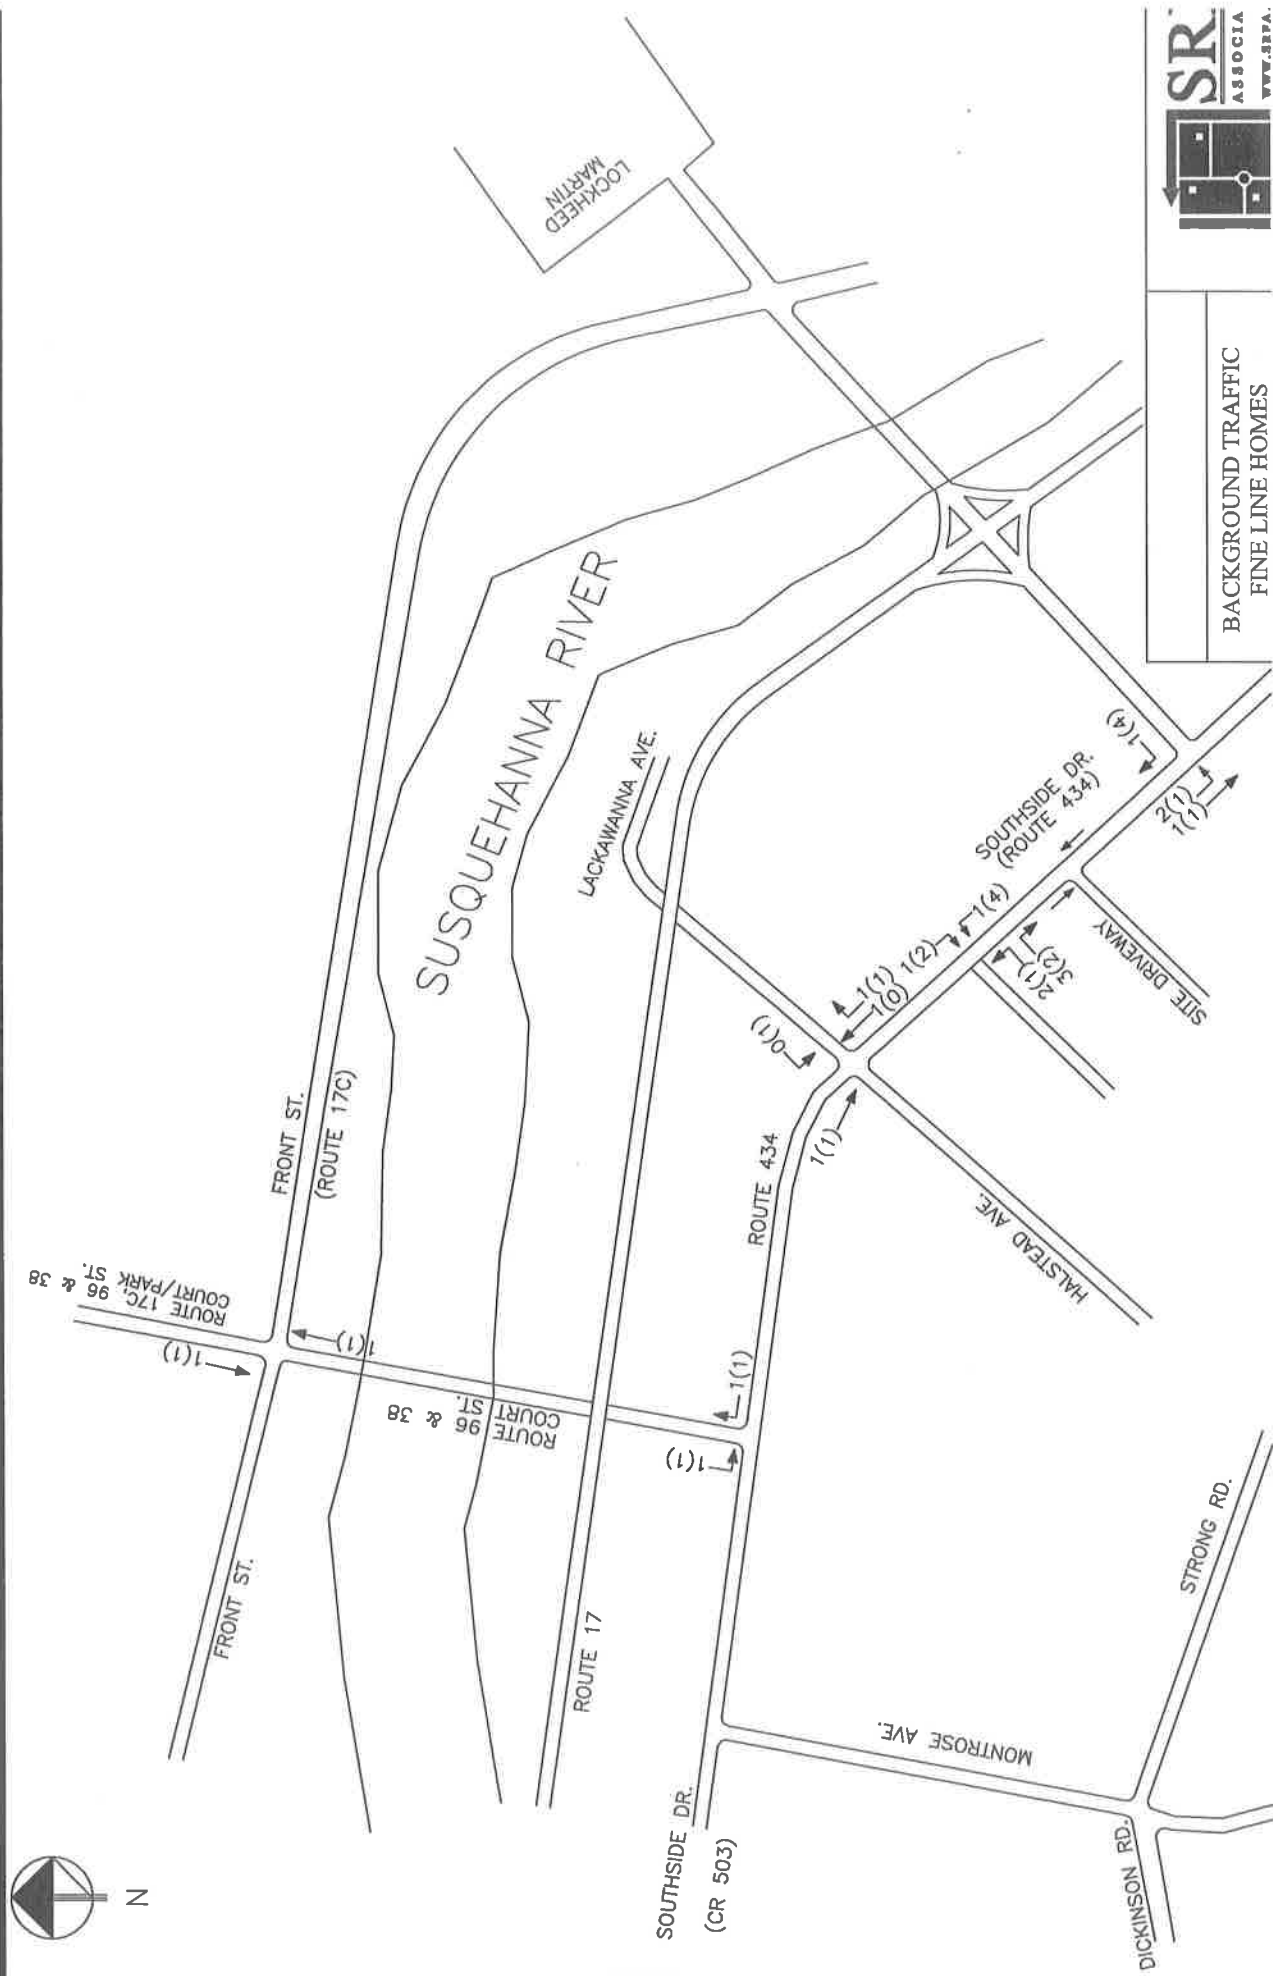 N
FRONT ST.
ROUTE 17C, 96 & 38
COURT/PARK ST.
1(1)
1(1)
FRONT ST.
(ROUTE 17C)
ROUTE 96 & 38
COURT ST.
SUSQUEHANNA RIVER
LOCKHEED
MARTIN
ROUTE 17
LACKAWANNA AVE.
SOUTHSIDE DR.
(CR 503)
1(1)
1(1)
ROUTE 434
0(1)
1(1)
1(1)
1(0)
1(2)
1(4)
SOUTHSIDE DR.
(ROUTE 434)
1(4)
2(1)
3(2)
2(1)
1(1)
SITE DRIVEWAY
HALSTEAD AVE.
MONTROSE AVE.
DICKINSON RD.
STRONG RD.
BACKGROUND TRAFFIC
FINE LINE HOMES
SR
ASSOCIA
WWW.SRFA.